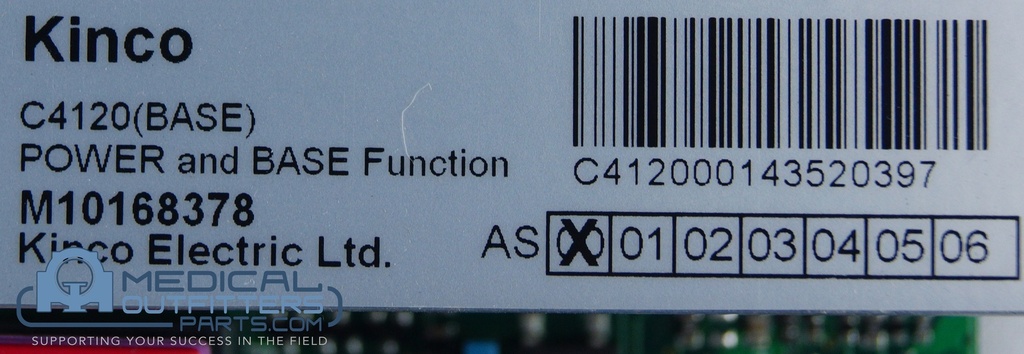 Kinco
C4120(BASE)
POWER and BASE Function
M10168378
Kinco Electric Ltd.
C412000143520397
AS 00 01 02 03 04 05 06
MEDICAL
OUTFITTERS
PARTS.COM
SUPPORTING YOUR SUCCESS IN THE FIELD